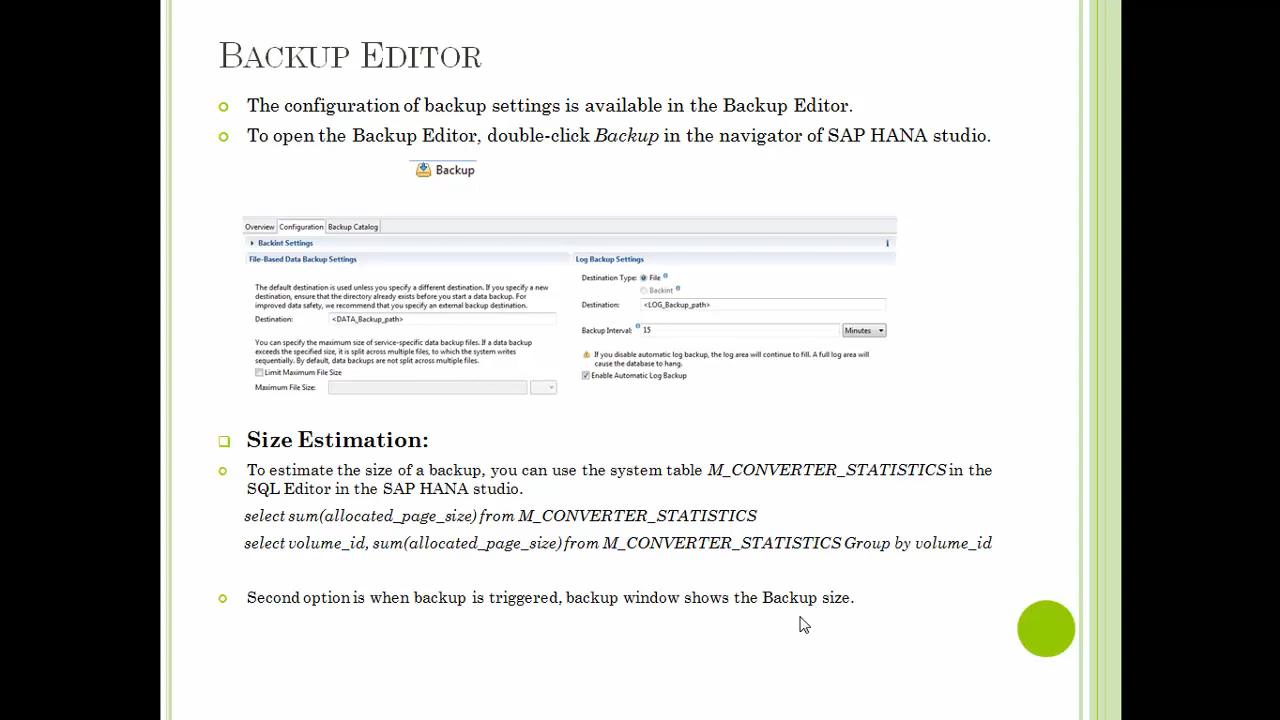 BACKUP EDITOR
The configuration of backup settings is available in the Backup Editor.
To open the Backup Editor, double-click Backup in the navigator of SAP HANA studio.
Backup
Overview Configuration Backup Catalog
Backint Settings
File-Based Data Backup Settings
The default destination is used unless you specify a different destination. If you specify a new
destination, ensure that the directory already exists before you start a data backup. For
improved data safety, we recommend that you specify an external backup destination.
Destination: <DATA_Backup_path>
You can specify the maximum size of service-specific data backup files. If a data backup
exceeds the specified size, it is split across multiple files, to which the system writes
sequentially. By default, data backups are not split across multiple files.
Limit Maximum File Size
Maximum File Size:
Log Backup Settings
Destination Type: File
Backint
Destination: <LOG_Backup_path>
Backup Interval: 15 Minutes
If you disable automatic log backup, the log area will continue to fill. A full log area will
cause the database to hang.
Enable Automatic Log Backup
Size Estimation:
To estimate the size of a backup, you can use the system table M_CONVERTER_STATISTICS in the
SQL Editor in the SAP HANA studio.
select sum(allocated_page_size) from M_CONVERTER_STATISTICS
select volume_id, sum(allocated_page_size) from M_CONVERTER_STATISTICS Group by volume_id
Second option is when backup is triggered, backup window shows the Backup size.